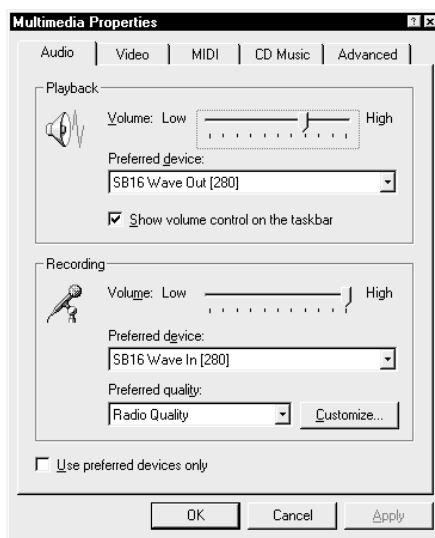 Multimedia Properties
Audio Video MIDI CD Music Advanced
Playback
Volume: Low High
Preferred device:
SB16 Wave Out [280]
Show volume control on the taskbar
Recording
Volume: Low High
Preferred device:
SB16 Wave In [280]
Preferred quality:
Radio Quality Customize...
Use preferred devices only
OK Cancel Apply